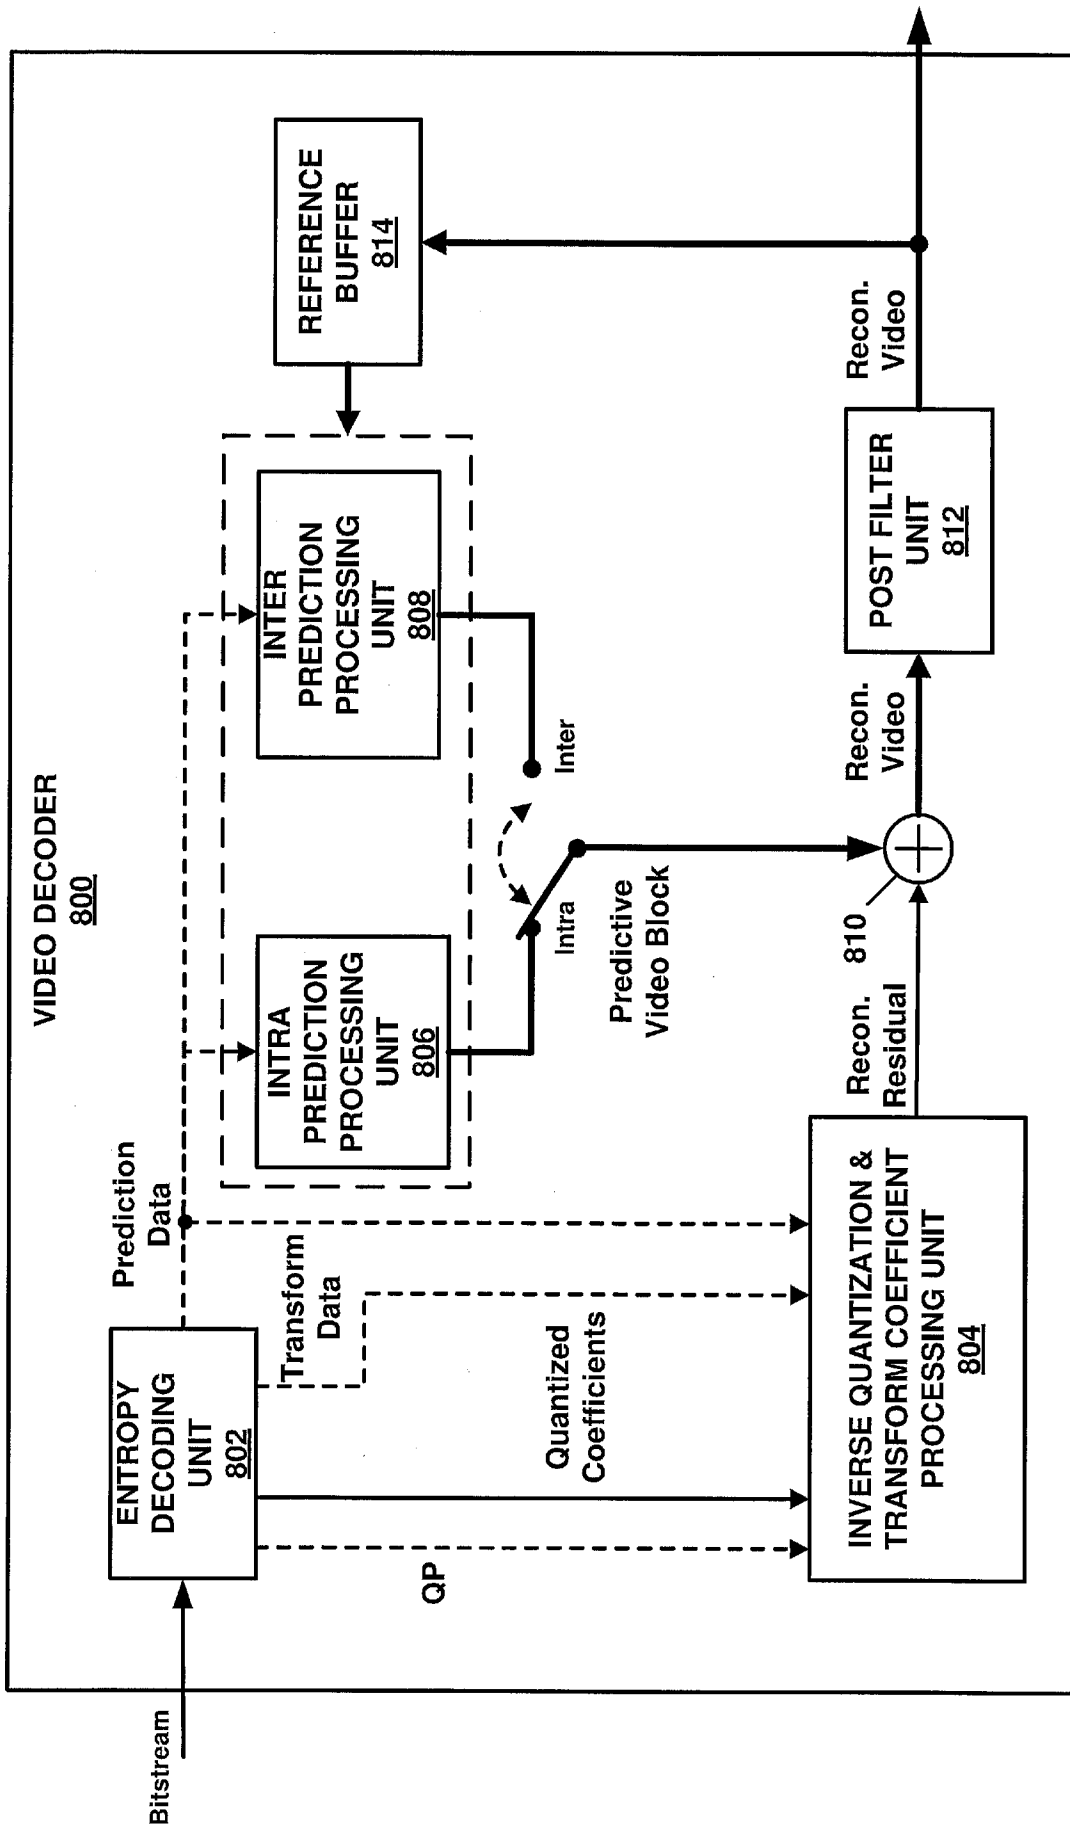 VIDEO DECODER
800
Bitstream
ENTROPY
DECODING
UNIT
802
Prediction
Data
Transform
Data
Quantized
Coefficients
QP
INTRA
PREDICTION
PROCESSING
UNIT
806
INTER
PREDICTION
PROCESSING
UNIT
808
REFERENCE
BUFFER
814
Intra
Inter
Predictive
Video Block
INVERSE QUANTIZATION &
TRANSFORM COEFFICIENT
PROCESSING UNIT
804
Recon.
Residual
810
Recon.
Video
POST FILTER
UNIT
812
Recon.
Video